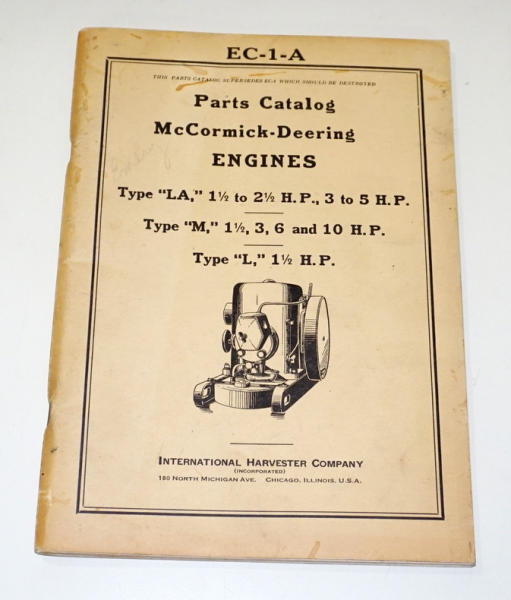 EC-1-A
THIS PARTS CATALOG SUPERSEDES EC-1 WHICH SHOULD BE DESTROYED
Parts Catalog
McCormick-Deering
ENGINES
Type "LA," 1½ to 2½ H.P., 3 to 5 H.P.
Type "M," 1½, 3, 6 and 10 H.P.
Type "L," 1½ H.P.
INTERNATIONAL HARVESTER COMPANY
(INCORPORATED)
180 NORTH MICHIGAN AVE. CHICAGO, ILLINOIS, U.S.A.